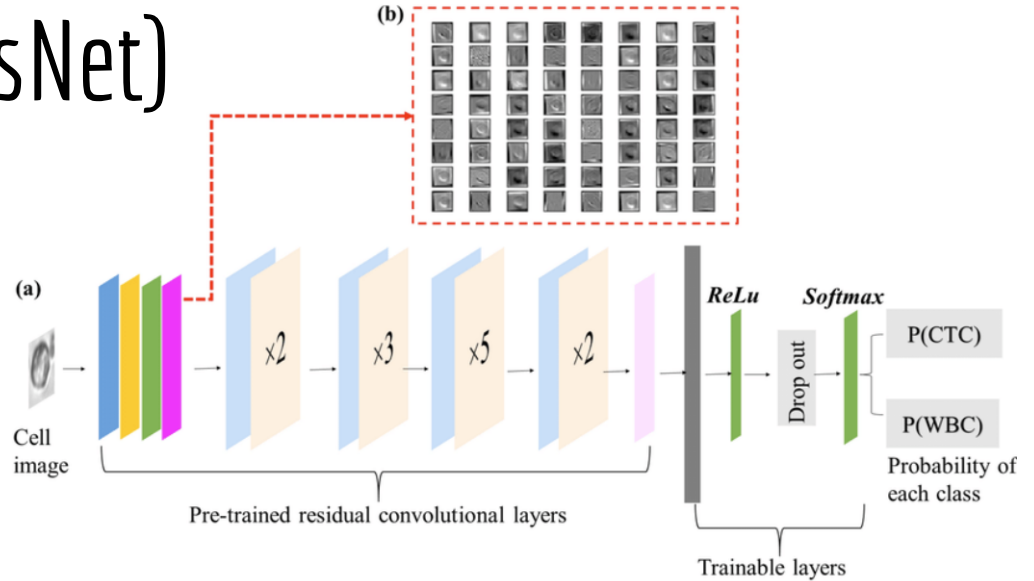 sNet)
(b)
(a)
×2
×3
×5
×2
ReLu
Softmax
Drop out
P(CTC)
P(WBC)
Cell
image
Probability of
each class
Pre-trained residual convolutional layers
Trainable layers